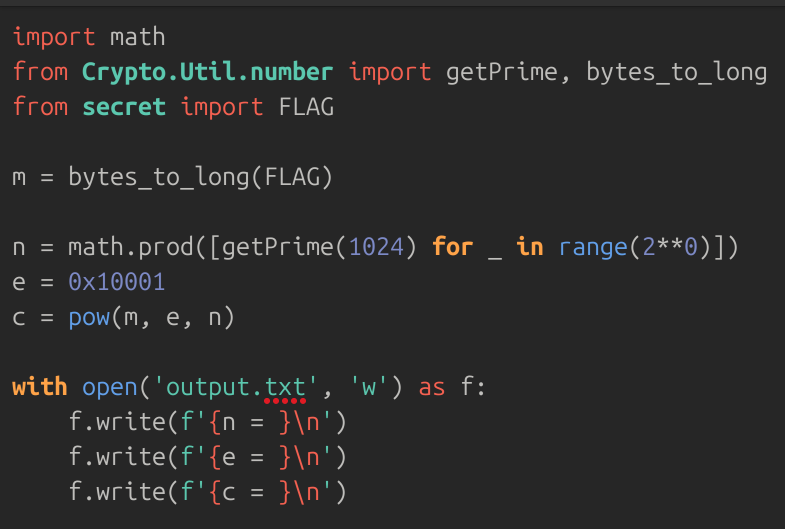 import math
from Crypto.Util.number import getPrime, bytes_to_long
from secret import FLAG
m = bytes_to_long(FLAG)
n = math.prod([getPrime(1024) for _ in range(2**0)])
e = 0x10001
c = pow(m, e, n)
with open('output.txt', 'w') as f:
    f.write(f'{n = }\n')
    f.write(f'{e = }\n')
    f.write(f'{c = }\n')